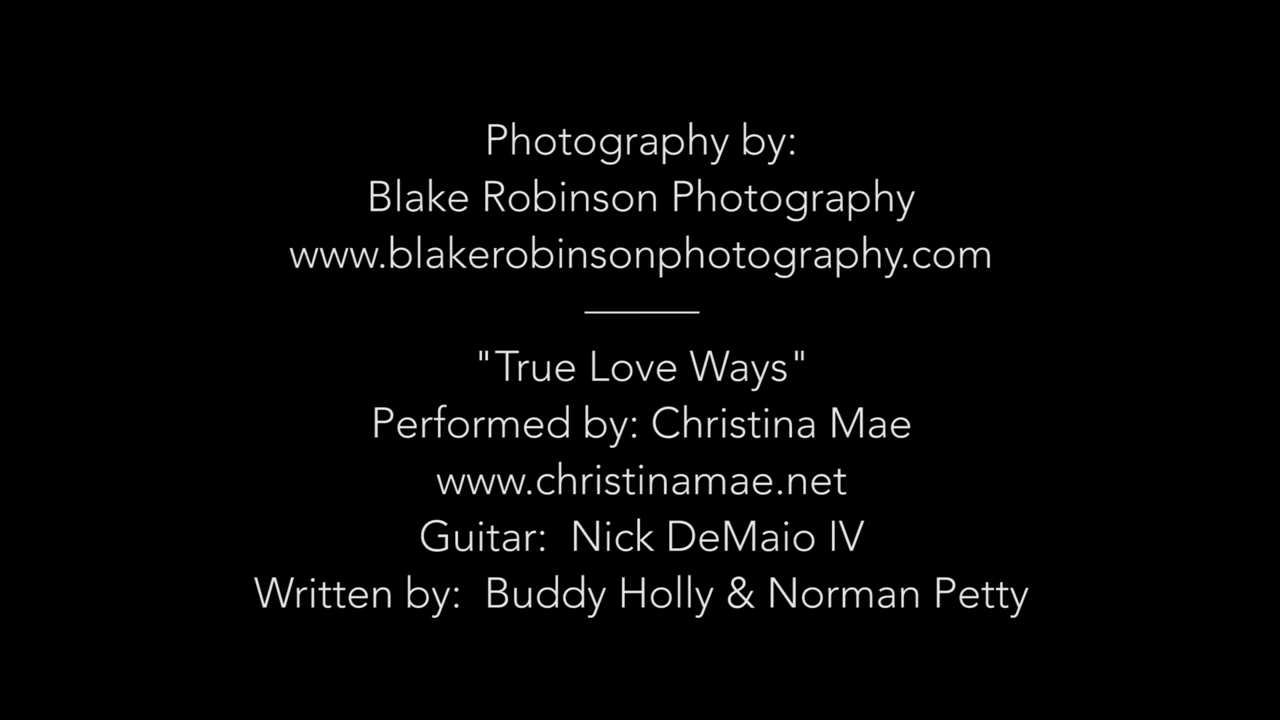 Photography by:
Blake Robinson Photography
www.blakerobinsonphotography.com
"True Love Ways"
Performed by: Christina Mae
www.christinamae.net
Guitar:  Nick DeMaio IV
Written by:  Buddy Holly & Norman Petty